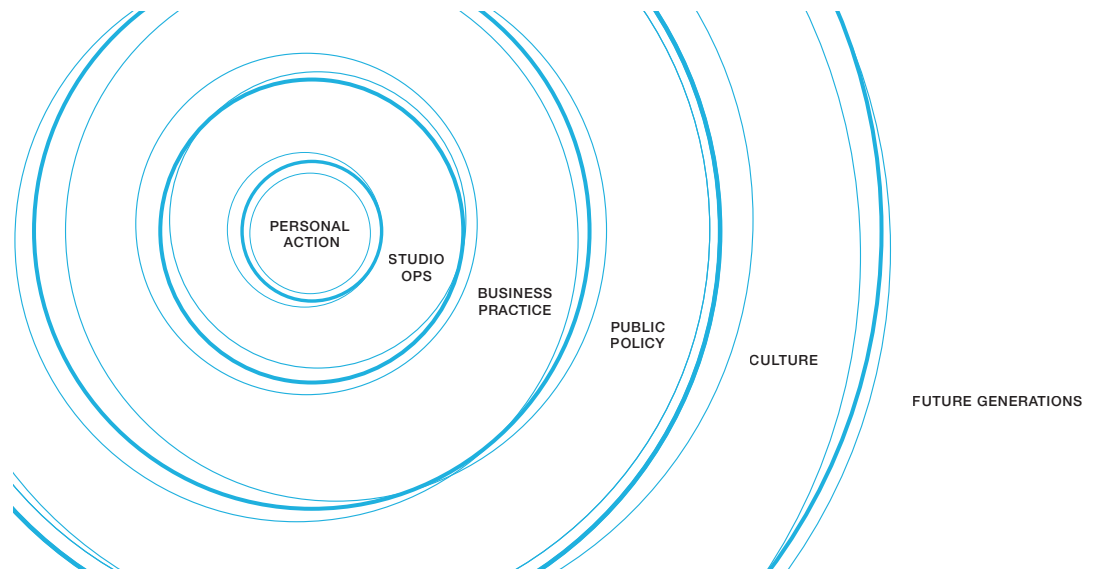 PERSONAL
ACTION
STUDIO
OPS
BUSINESS
PRACTICE
PUBLIC
POLICY
CULTURE
FUTURE GENERATIONS